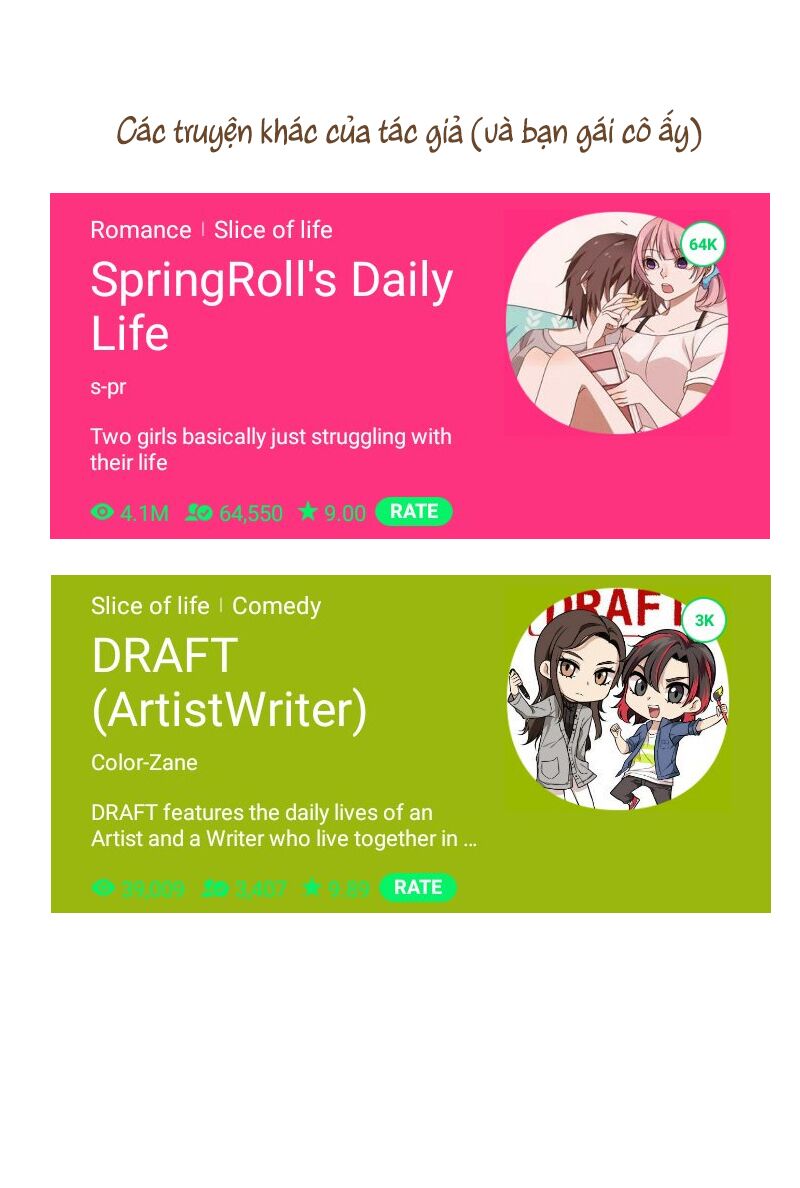 Các truyện khác của tác giả (và bạn gái cô ấy)
Romance | Slice of life
64K
SpringRoll's Daily
Life
s-pr
Two girls basically just struggling with
their life
4.1M 64,550 9.00 RATE
DRAFT
Slice of life | Comedy
3K
DRAFT
(ArtistWriter)
Color-Zane
DRAFT features the daily lives of an
Artist and a Writer who live together in ...
39,009 3,407 9.89 RATE